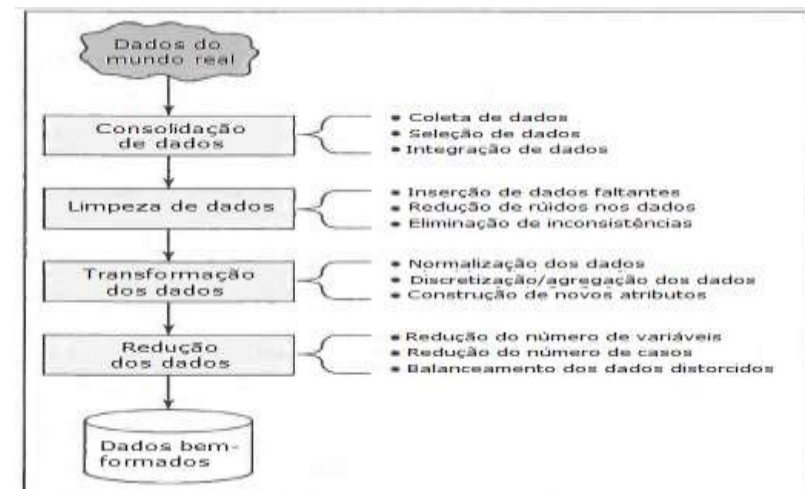 Dados do
mundo real
Consolidação
de dados
• Coleta de dados
• Seleção de dados
• Integração de dados
Limpeza de dados
• Inserção de dados faltantes
• Redução de rúidos nos dados
• Eliminação de inconsistências
Transformação
dos dados
• Normalização dos dados
• Discretização/agregação dos dados
• Construção de novos atributos
Redução
dos dados
• Redução do número de variáveis
• Redução do número de casos
• Balanceamento dos dados distorcidos
Dados bem-
formados